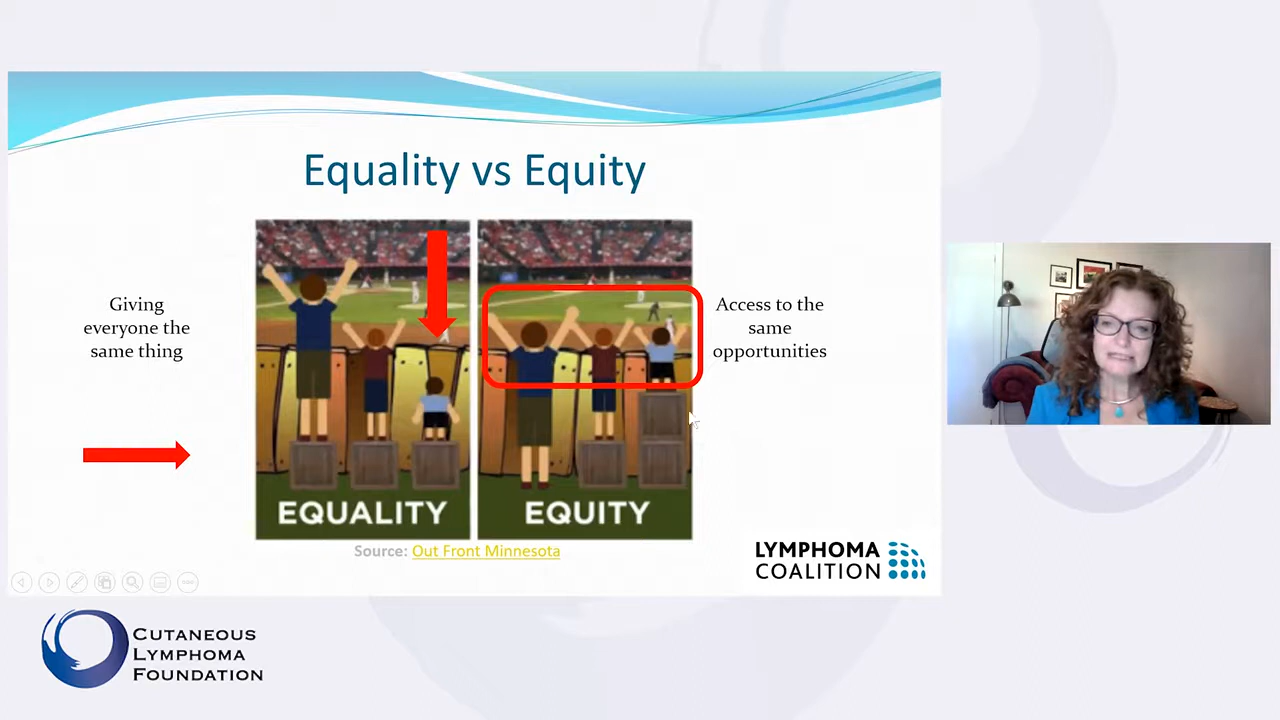 Equality vs Equity
Giving
everyone the
same thing
Access to the
same
opportunities
EQUALITY
EQUITY
Source: Out Front Minnesota
LYMPHOMA
COALITION
CUTANEOUS
LYMPHOMA
FOUNDATION